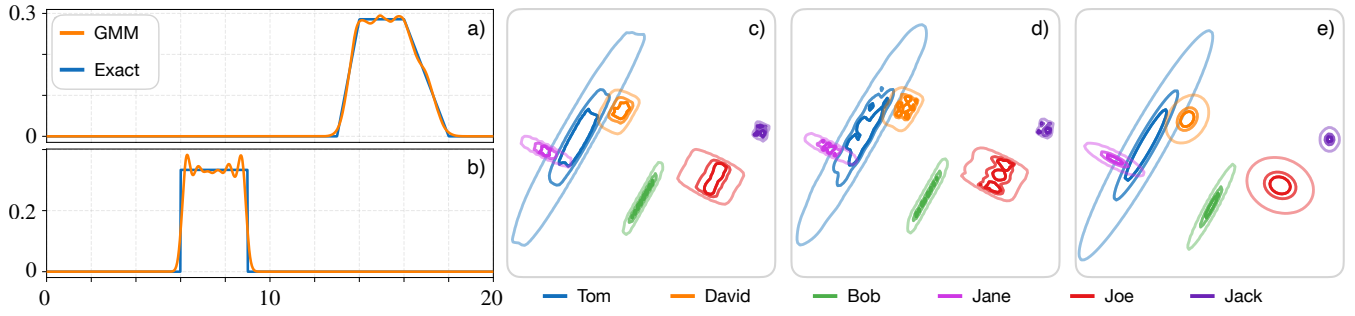 0.3
GMM
Exact
a)
0
b)
0.2
0
0
10
20
c)
d)
e)
Tom
David
Bob
Jane
Joe
Jack